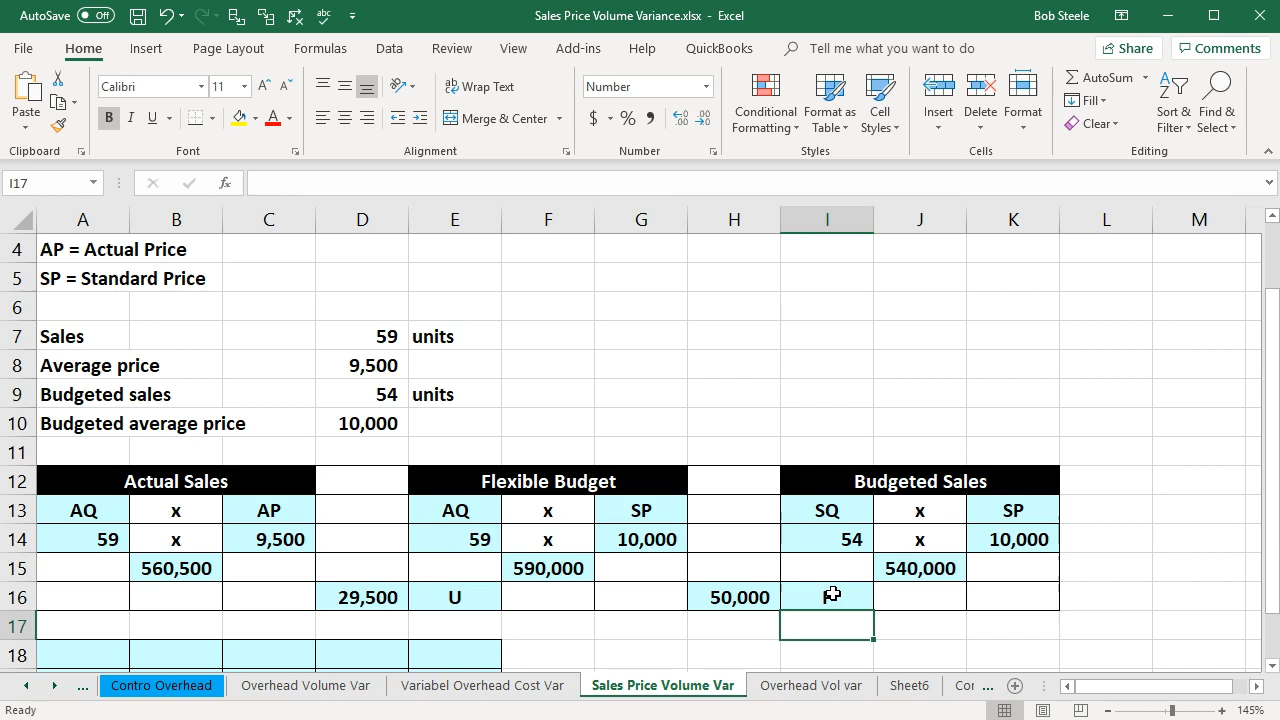 AutoSave Off Sales Price Volume Variance.xlsx - Excel Bob Steele
File Home Insert Page Layout Formulas Data Review View Add-ins Help QuickBooks Tell me what you want to do Share Comments
Paste Calibri 11 Wrap Text Merge & Center Number Conditional Formatting Format as Table Cell Styles Insert Delete Format AutoSum Fill Clear Sort & Filter Find & Select
Clipboard Font Alignment Number Styles Cells Editing
I17 fx
A B C D E F G H I J K L M
4 AP = Actual Price
5 SP = Standard Price
6
7 Sales 59 units
8 Average price 9,500
9 Budgeted sales 54 units
10 Budgeted average price 10,000
11
12 Actual Sales Flexible Budget Budgeted Sales
13 AQ x AP AQ x SP SQ x SP
14 59 x 9,500 59 x 10,000 54 x 10,000
15 560,500 590,000 540,000
16 29,500 U 50,000
17
18
... Contro Overhead Overhead Volume Var Variabel Overhead Cost Var Sales Price Volume Var Overhead Vol var Sheet6 Cor ...
Ready 145%